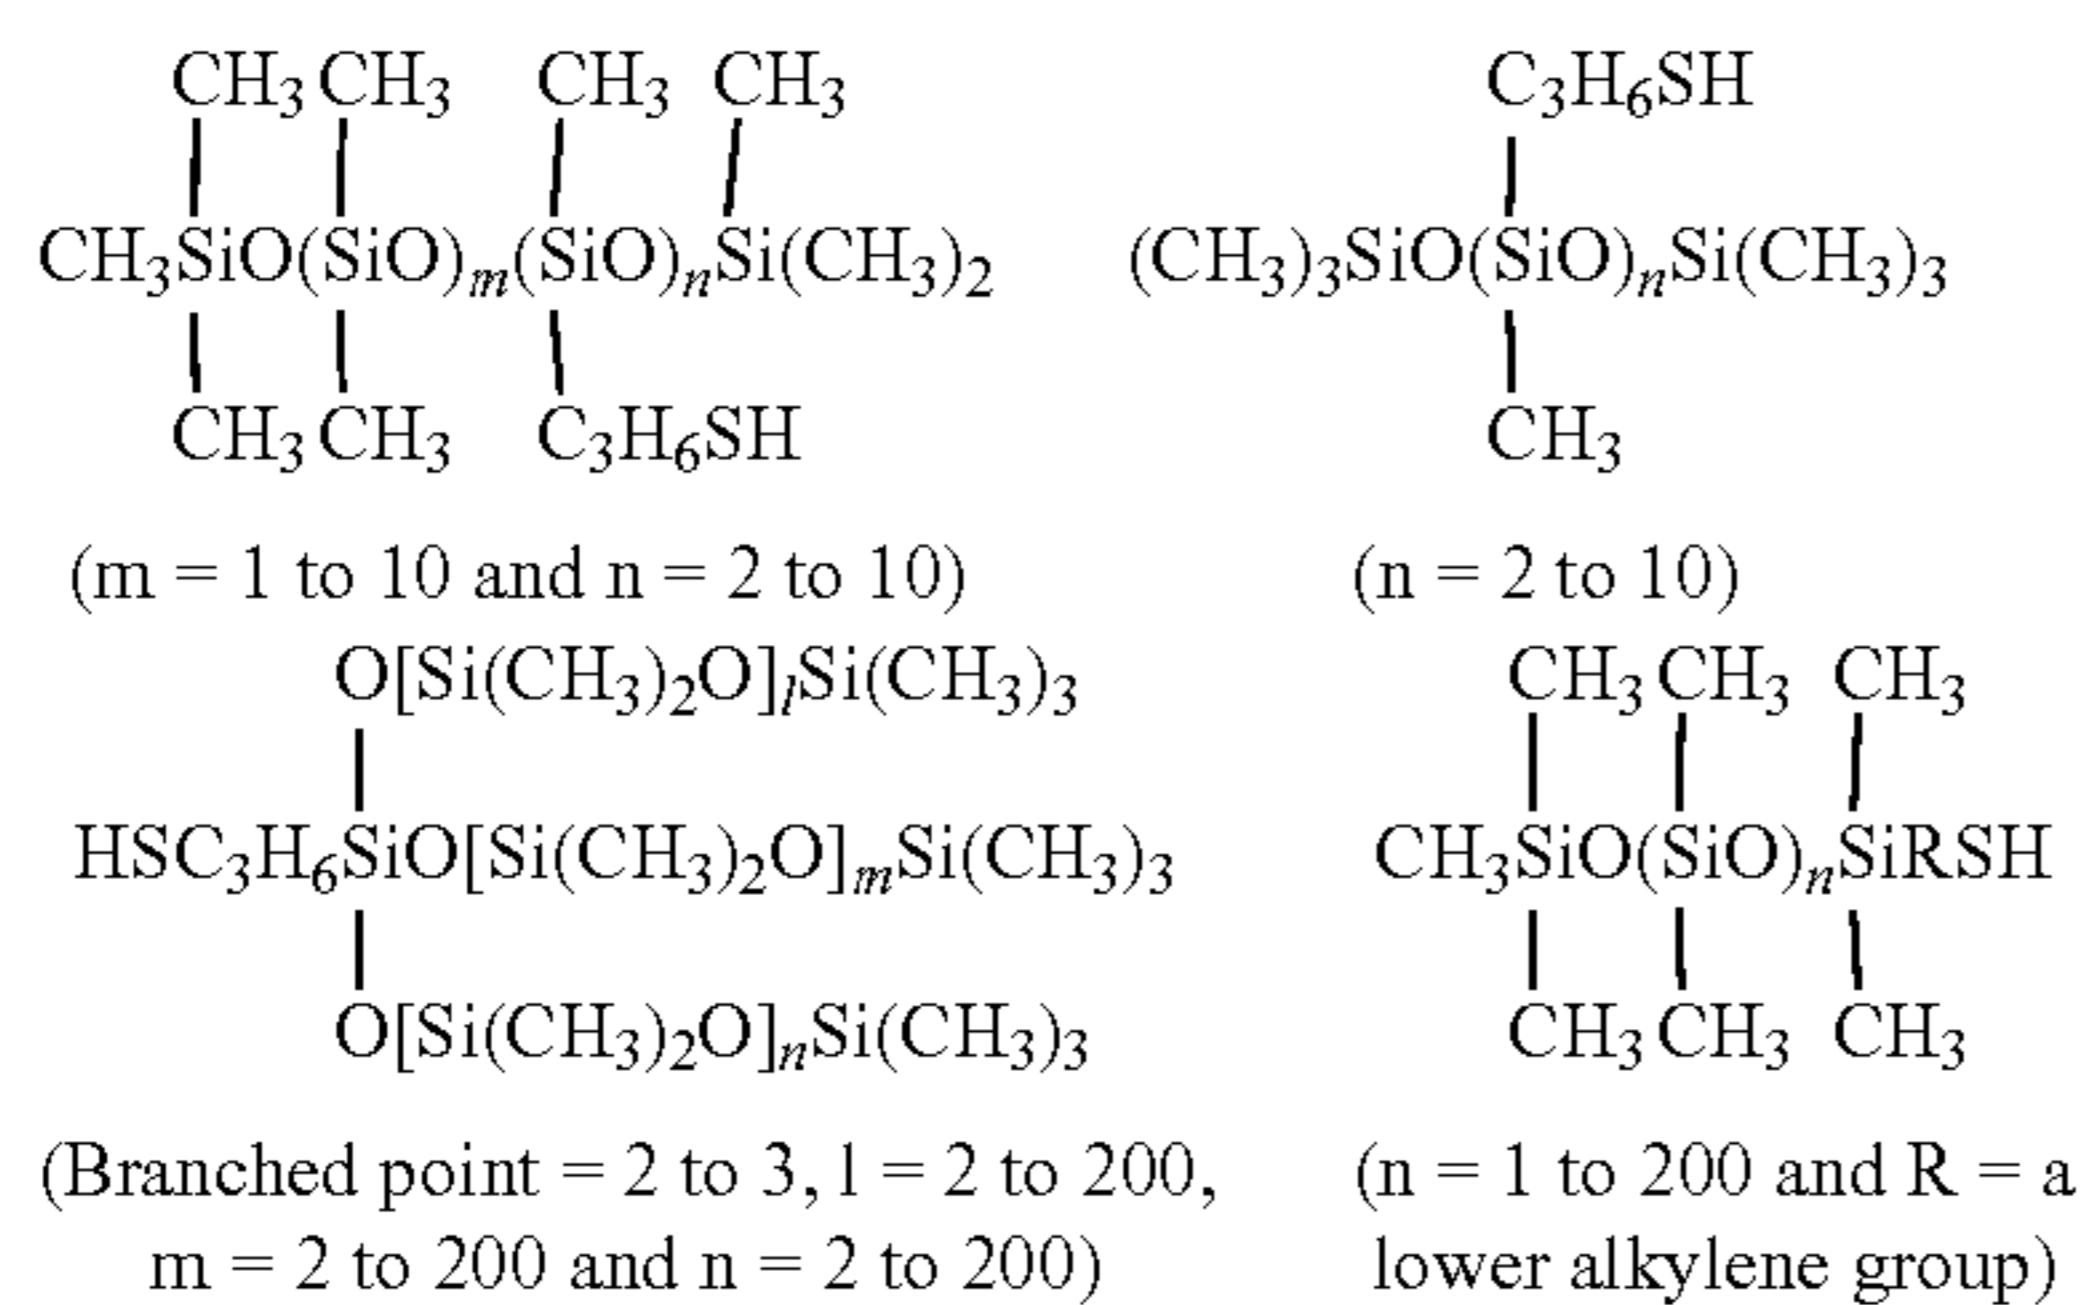 CH₃ CH₃ CH₃ CH₃
CH₃SiO(SiO)ₘ(SiO)ₙSi(CH₃)₂
CH₃ CH₃ C₃H₆SH
(m = 1 to 10 and n = 2 to 10)
C₃H₆SH
(CH₃)₃SiO(SiO)ₙSi(CH₃)₃
CH₃
(n = 2 to 10)
O[Si(CH₃)₂O]ₗSi(CH₃)₃
HSC₃H₆SiO[Si(CH₃)₂O]ₘSi(CH₃)₃
O[Si(CH₃)₂O]ₙSi(CH₃)₃
(Branched point = 2 to 3, l = 2 to 200,
m = 2 to 200 and n = 2 to 200)
CH₃ CH₃ CH₃
CH₃SiO(SiO)ₙSiRSH
CH₃ CH₃ CH₃
(n = 1 to 200 and R = a
lower alkylene group)